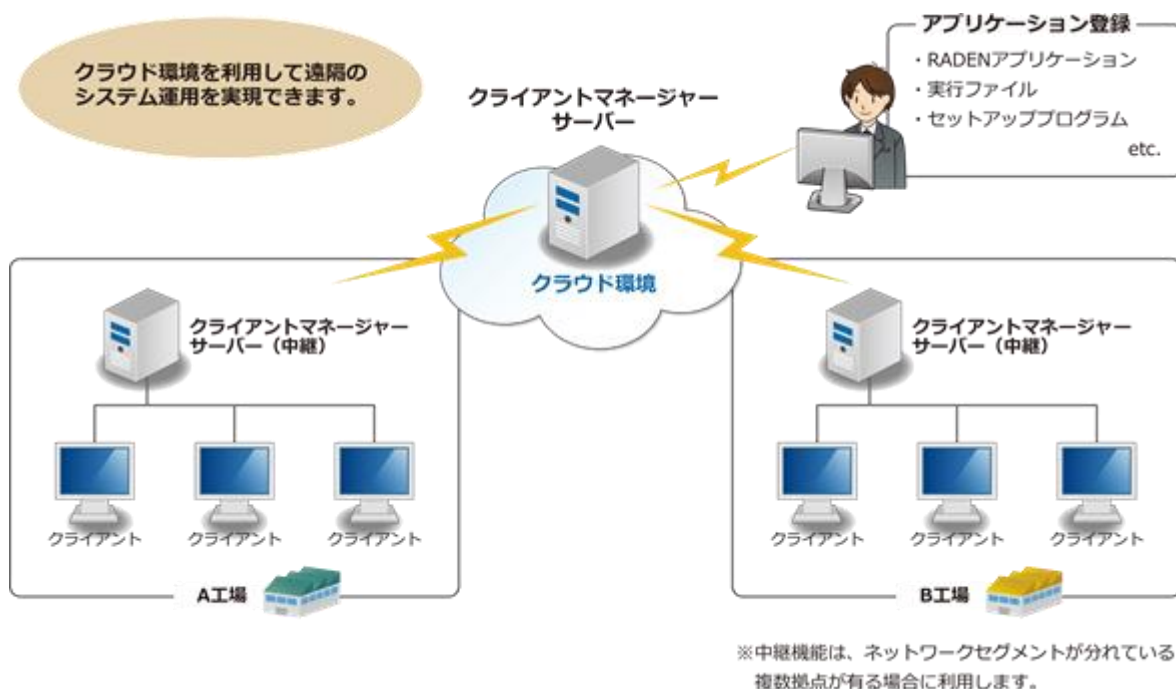 クラウド環境を利用して遠隔の
システム運用を実現できます。
クライアントマネージャー
サーバー
アプリケーション登録
・RADENアプリケーション
・実行ファイル
・セットアッププログラム
etc.
クラウド環境
クライアントマネージャー
サーバー（中継）
クライアント
クライアント
クライアント
A工場
クライアントマネージャー
サーバー（中継）
クライアント
クライアント
クライアント
B工場
※中継機能は、ネットワークセグメントが分れている
複数拠点が有る場合に利用します。